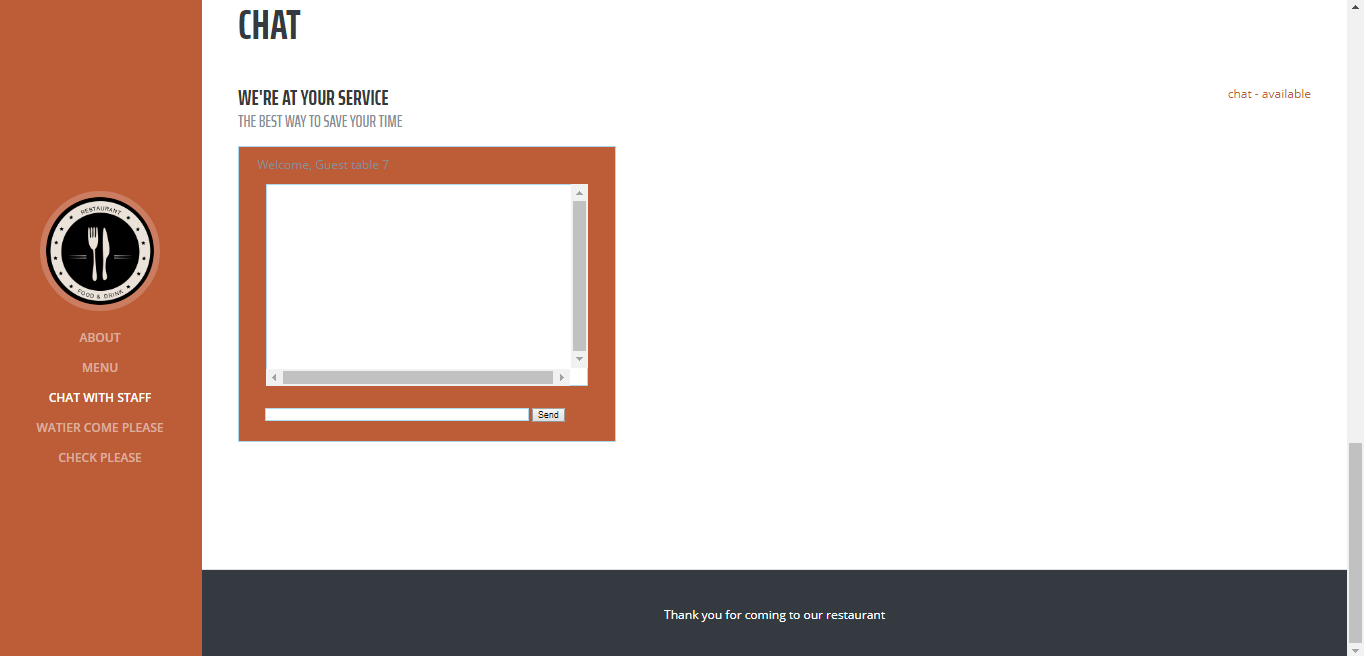 RESTAURANT
FOOD & DRINK
ABOUT
MENU
CHAT WITH STAFF
WATIER COME PLEASE
CHECK PLEASE
CHAT
WE'RE AT YOUR SERVICE
THE BEST WAY TO SAVE YOUR TIME
chat - available
Welcome, Guest table 7
Send
Thank you for coming to our restaurant